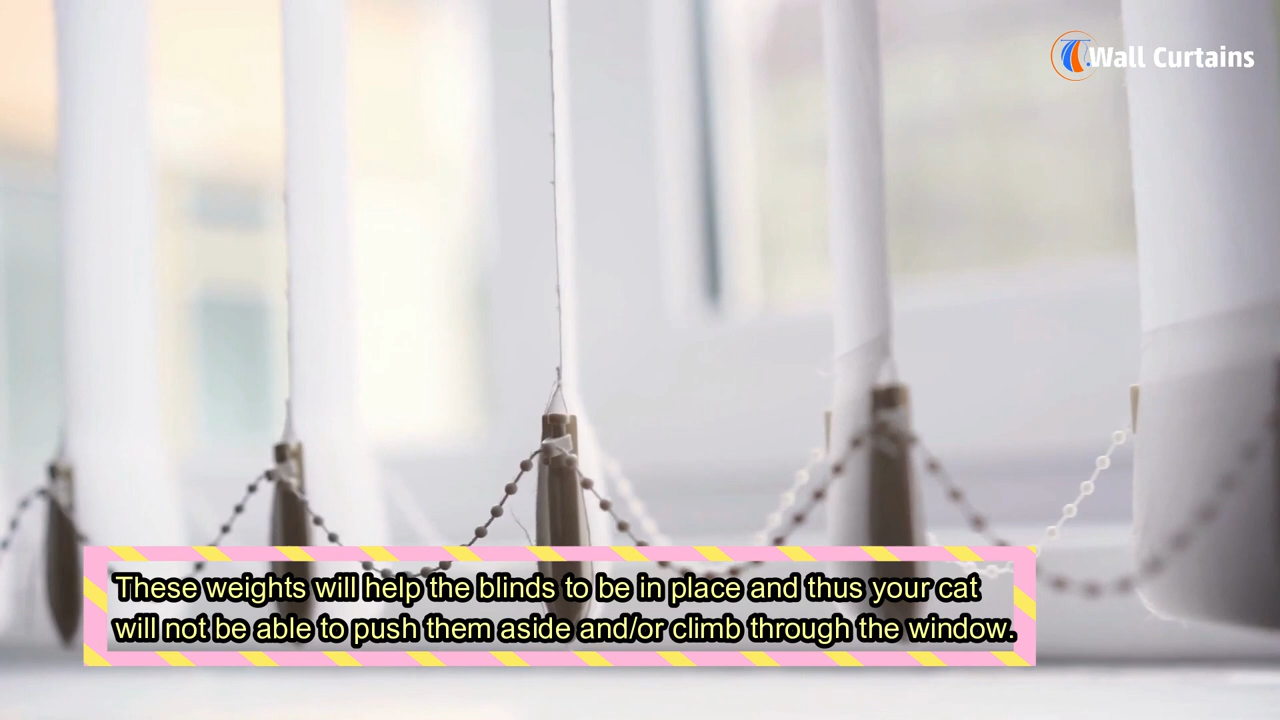 Wall Curtains
These weights will help the blinds to be in place and thus your cat
will not be able to push them aside and/or climb through the window.